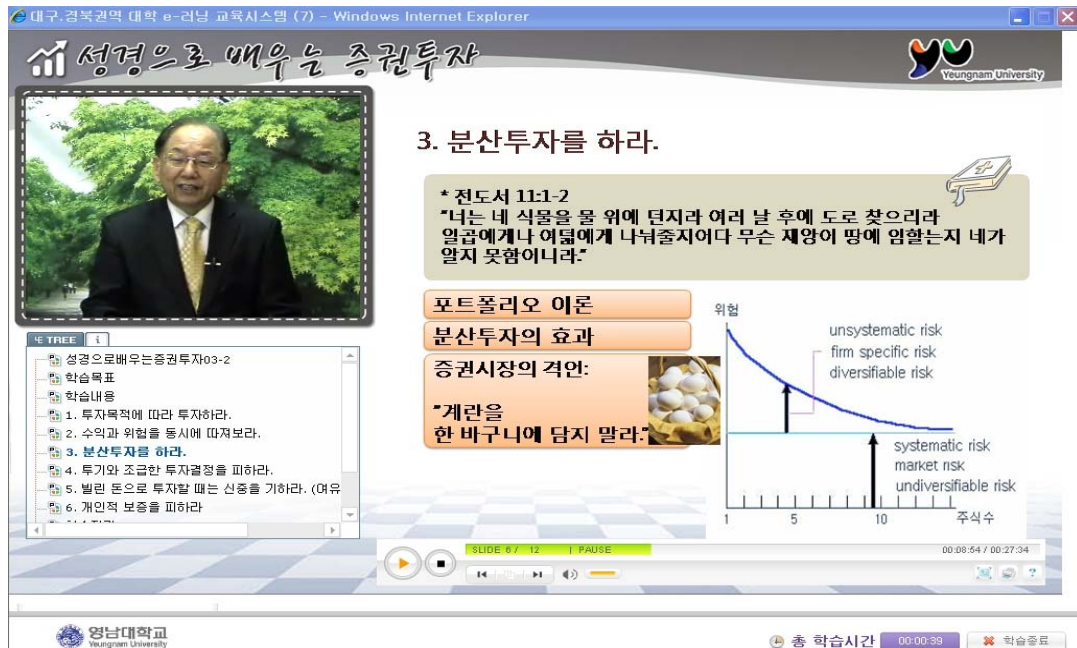 대구.경북권역 대학 e-러닝 교육시스템 (7) - Windows Internet Explorer
성경으로 배우는 증권투자
Yeungnam University
3. 분산투자를 하라.
* 전도서 11:1-2
"너는 네 식물을 물 위에 던지라 여러 날 후에 도로 찾으리라
일곱에게나 여덟에게 나눠줄지어다 무슨 재앙이 땅에 임할는지 네가
알지 못함이니라."
포트폴리오 이론
분산투자의 효과
증권시장의 격언:
"계란을
한 바구니에 담지 말라."
위험
unsystematic risk
firm specific risk
diversifiable risk
systematic risk
market risk
undiversifiable risk
1 5 10 주식수
TREE i
성경으로배우는증권투자03-2
학습목표
학습내용
1. 투자목적에 따라 투자하라.
2. 수익과 위험을 동시에 따져보라.
3. 분산투자를 하라.
4. 투기와 조급한 투자결정을 피하라.
5. 빌린 돈으로 투자할 때는 신중을 기하라. (여유
6. 개인적 보증을 피하라
SLIDE 6 / 12 | PAUSE
00:08:54 / 00:27:34
영남대학교
Yeungnam University
총 학습시간 00:00:39 학습종료